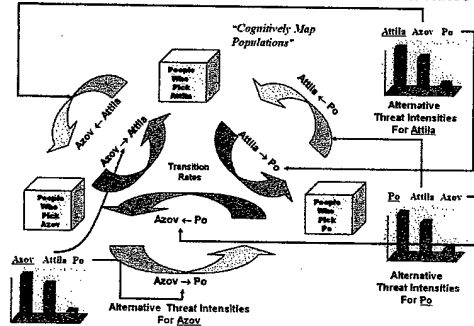 "Cognitively Map
Populations"
Attila Azov Po
Alternative
Threat Intensities
For Attila
People
Who
Pick
Attila
Azov ← Attila
Azov → Attila
Attila ← Po
Attila → Po
Transition
Rates
People
Who
Pick
Azov
Azov ← Po
People
Who
Pick
Po
Po Attila Azov
Alternative
Threat Intensities
For Po
Azov Attila Po
Azov → Po
Alternative Threat Intensities
For Azov